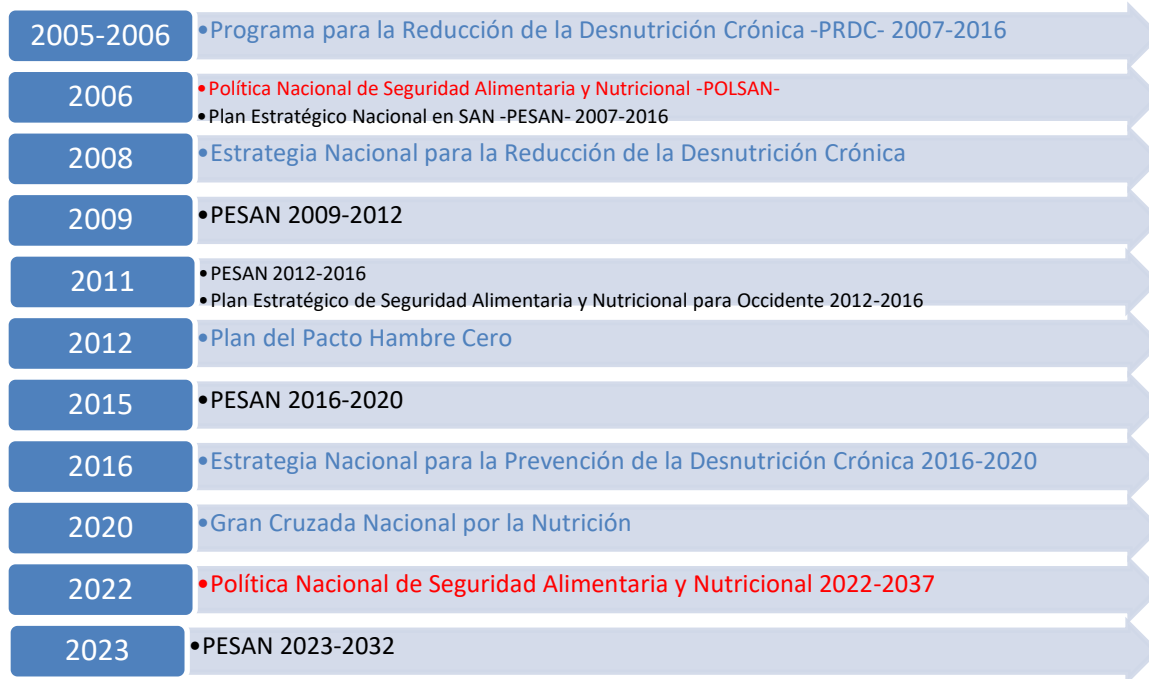 2005-2006
•Programa para la Reducción de la Desnutrición Crónica -PRDC- 2007-2016
2006
•Política Nacional de Seguridad Alimentaria y Nutricional -POLSAN-
•Plan Estratégico Nacional en SAN -PESAN- 2007-2016
2008
•Estrategia Nacional para la Reducción de la Desnutrición Crónica
2009
•PESAN 2009-2012
2011
•PESAN 2012-2016
•Plan Estratégico de Seguridad Alimentaria y Nutricional para Occidente 2012-2016
2012
•Plan del Pacto Hambre Cero
2015
•PESAN 2016-2020
2016
•Estrategia Nacional para la Prevención de la Desnutrición Crónica 2016-2020
2020
•Gran Cruzada Nacional por la Nutrición
2022
•Política Nacional de Seguridad Alimentaria y Nutricional 2022-2037
2023
•PESAN 2023-2032